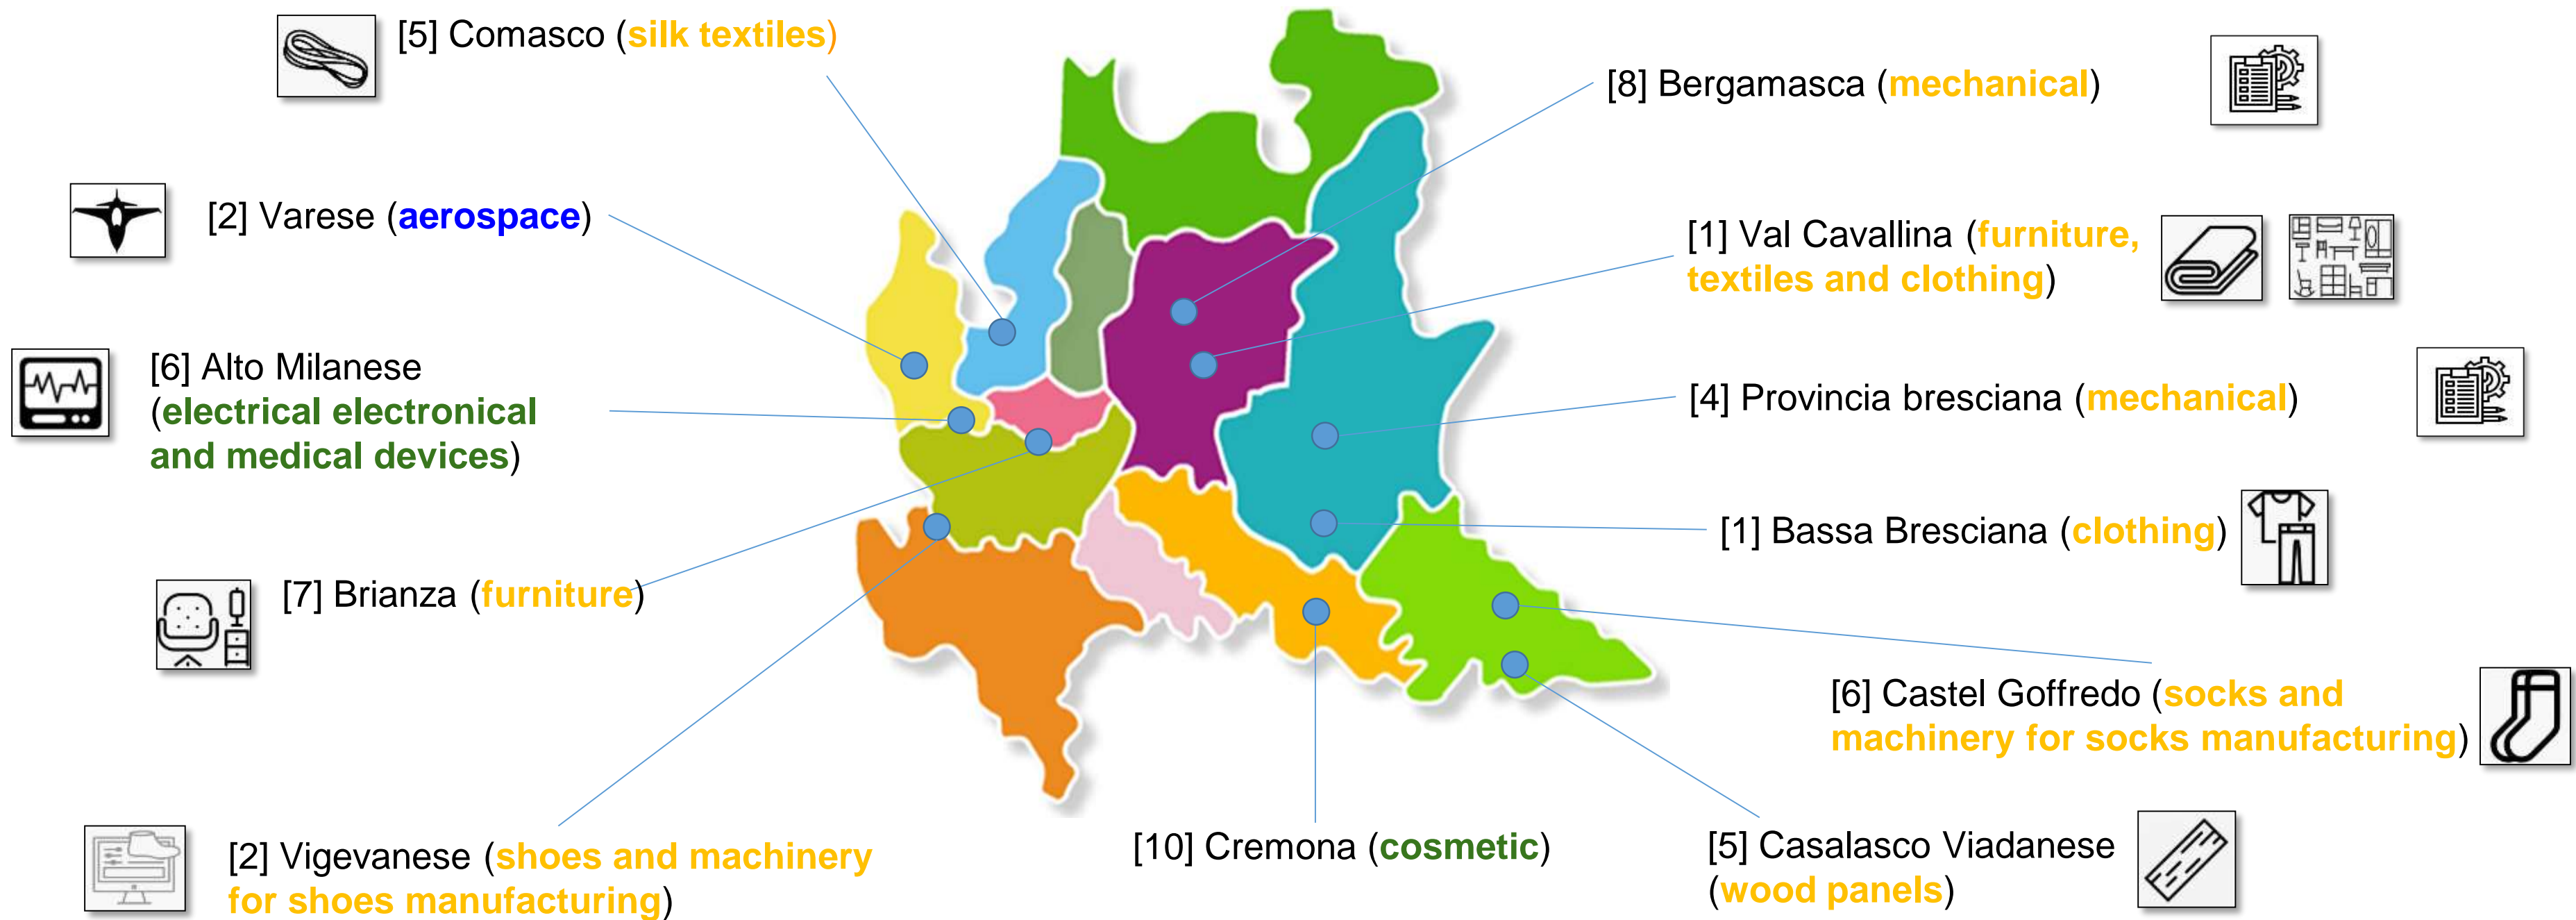 [5] Comasco (silk textiles)
[8] Bergamasca (mechanical)
[2] Varese (aerospace)
[1] Val Cavallina (furniture,
textiles and clothing)
[6] Alto Milanese
(electrical electronical
and medical devices)
[4] Provincia bresciana (mechanical)
[1] Bassa Bresciana (clothing)
[7] Brianza (furniture)
[6] Castel Goffredo (socks and
machinery for socks manufacturing)
[2] Vigevanese (shoes and machinery
for shoes manufacturing)
[10] Cremona (cosmetic)
[5] Casalasco Viadanese
(wood panels)